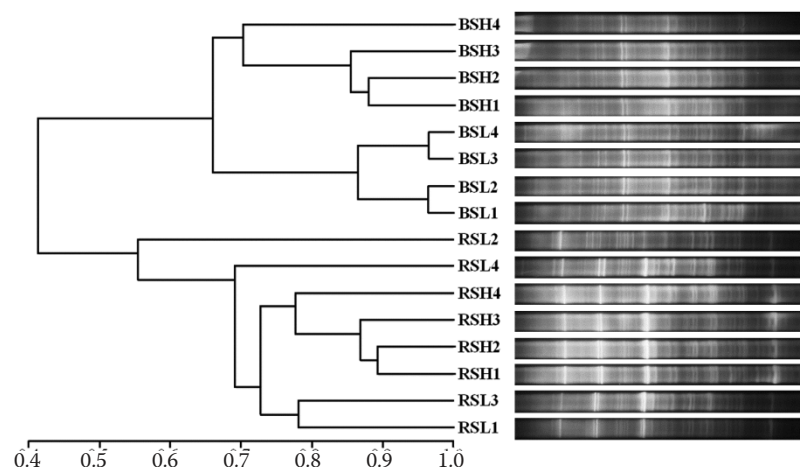 BSH4
BSH3
BSH2
BSH1
BSL4
BSL3
BSL2
BSL1
RSL2
RSL4
RSH4
RSH3
RSH2
RSH1
RSL3
RSL1
0.4 0.5 0.6 0.7 0.8 0.9 1.0